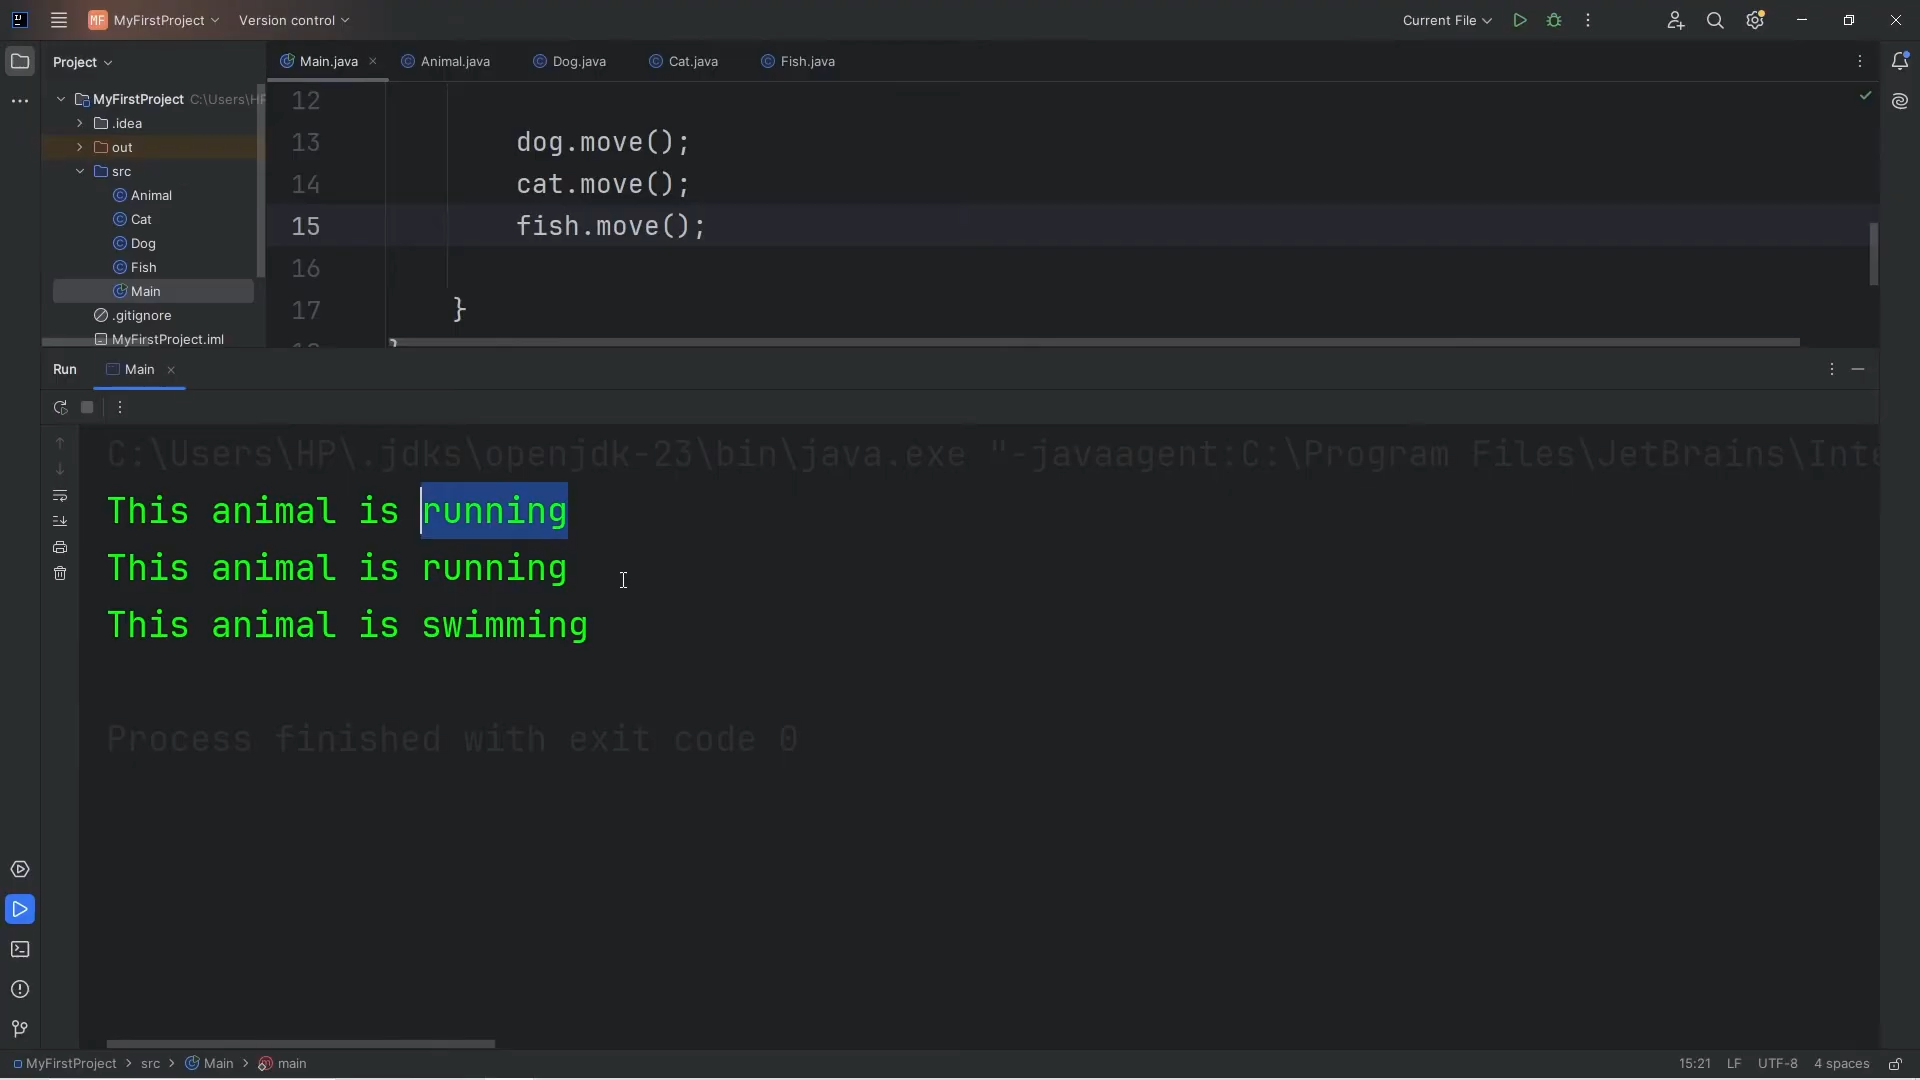 MF MyFirstProject Version control Current File
Project Main.java Animal.java Dog.java Cat.java Fish.java
MyFirstProject C:\Users\HP
.idea
out
src
Animal
Cat
Dog
Fish
Main
.gitignore
MyFirstProject.iml
12
13 dog.move();
14 cat.move();
15 fish.move();
16
17 }
Run Main
C:\Users\HP\.jdks\openjdk-23\bin\java.exe "-javaagent:C:\Program Files\JetBrains\Inte
This animal is running
This animal is running
This animal is swimming
Process finished with exit code 0
MyFirstProject > src > Main > main 15:21 LF UTF-8 4 spaces